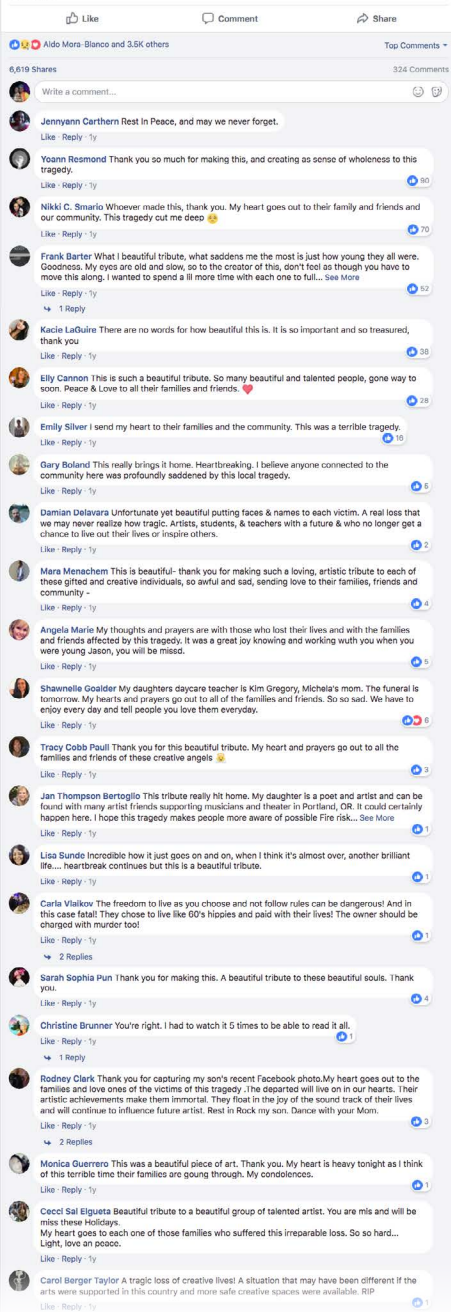 Like Comment Share
Aldo Mora-Blanco and 3.5K others Top Comments
6,619 Shares 324 Comments
Write a comment...
Jennyann Carthern Rest In Peace, and may we never forget.
Like · Reply · 1y
Yoann Resmond Thank you so much for making this, and creating as sense of wholeness to this
tragedy.
90
Like · Reply · 1y
Nikki C. Smario Whoever made this, thank you. My heart goes out to their family and friends and
our community. This tragedy cut me deep
70
Like · Reply · 1y
Frank Barter What I beautiful tribute, what saddens me the most is just how young they all were.
Goodness. My eyes are old and slow, so to the creator of this, don't feel as though you have to
move this along. I wanted to spend a lil more time with each one to full... See More
52
Like · Reply · 1y
1 Reply
Kacie LaGuire There are no words for how beautiful this is. It is so important and so treasured,
thank you
38
Like · Reply · 1y
Elly Cannon This is such a beautiful tribute. So many beautiful and talented people, gone way to
soon. Peace & Love to all their families and friends.
28
Like · Reply · 1y
Emily Silver I send my heart to their families and the community. This was a terrible tragedy.
16
Like · Reply · 1y
Gary Boland This really brings it home. Heartbreaking. I believe anyone connected to the
community here was profoundly saddened by this local tragedy.
5
Like · Reply · 1y
Damian Delavara Unfortunate yet beautiful putting faces & names to each victim. A real loss that
we may never realize how tragic. Artists, students, & teachers with a future & who no longer get a
chance to live out their lives or inspire others.
2
Like · Reply · 1y
Mara Menachem This is beautiful- thank you for making such a loving, artistic tribute to each of
these gifted and creative individuals, so awful and sad, sending love to their families, friends and
community -
4
Like · Reply · 1y
Angela Marie My thoughts and prayers are with those who lost their lives and with the families
and friends affected by this tragedy. It was a great joy knowing and working wuth you when you
were young Jason, you will be missd.
5
Like · Reply · 1y
Shawnelle Goalder My daughters daycare teacher is Kim Gregory, Michela's mom. The funeral is
tomorrow. My hearts and prayers go out to all of the families and friends. So so sad. We have to
enjoy every day and tell people you love them everyday.
6
Like · Reply · 1y
Tracy Cobb Paull Thank you for this beautiful tribute. My heart and prayers go out to all the
families and friends of these creative angels
3
Like · Reply · 1y
Jan Thompson Bertoglio This tribute really hit home. My daughter is a poet and artist and can be
found with many artist friends supporting musicians and theater in Portland, OR. It could certainly
happen here. I hope this tragedy makes people more aware of possible Fire risk... See More
1
Like · Reply · 1y
Lisa Sunde Incredible how it just goes on and on, when I think it's almost over, another brilliant
life.... heartbreak continues but this is a beautiful tribute.
1
Like · Reply · 1y
Carla Vlaikov The freedom to live as you choose and not follow rules can be dangerous! And in
this case fatal! They chose to live like 60's hippies and paid with their lives! The owner should be
charged with murder too!
1
Like · Reply · 1y
2 Replies
Sarah Sophia Pun Thank you for making this. A beautiful tribute to these beautiful souls. Thank
you.
4
Like · Reply · 1y
Christine Brunner You're right. I had to watch it 5 times to be able to read it all.
1
Like · Reply · 1y
1 Reply
Rodney Clark Thank you for capturing my son's recent Facebook photo.My heart goes out to the
families and love ones of the victims of this tragedy .The departed will live on in our hearts. Their
artistic achievements make them immortal. They float in the joy of the sound track of their lives
and will continue to influence future artist. Rest in Rock my son. Dance with your Mom.
3
Like · Reply · 1y
2 Replies
Monica Guerrero This was a beautiful piece of art. Thank you. My heart is heavy tonight as I think
of this terrible time their families are goung through. My condolences.
1
Like · Reply · 1y
Cecci Sal Elgueta Beautiful tribute to a beautiful group of talented artist. You are mis and will be
miss these Holidays.
My heart goes to each one of those families who suffered this irreparable loss. So so hard...
Light, love an peace.
Like · Reply · 1y
Carol Berger Taylor A tragic loss of creative lives! A situation that may have been different if the
arts were supported in this country and more safe creative spaces were available. RIP
1
Like · Reply · 1y